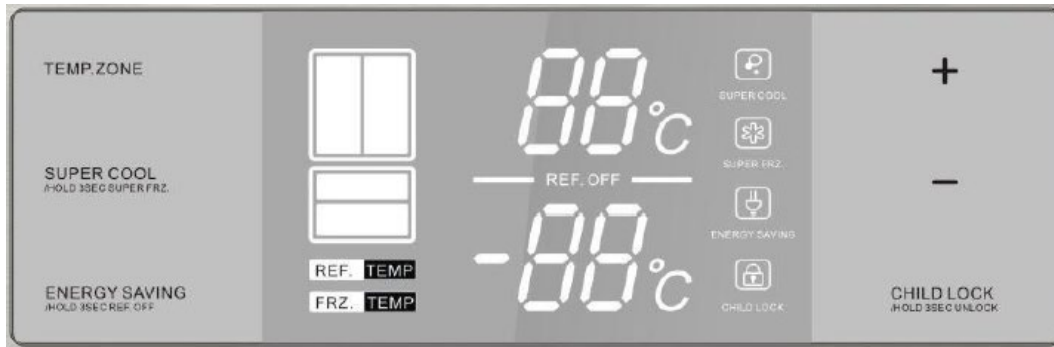 TEMP.ZONE
SUPER COOL
/HOLD 3SEC SUPER FRZ.
ENERGY SAVING
/HOLD 3SEC REF. OFF
REF. TEMP
FRZ. TEMP
88°C
REF. OFF
-88°C
SUPER COOL
SUPER FRZ.
ENERGY SAVING
CHILD LOCK
+
−
CHILD LOCK
/HOLD 3SEC UNLOCK